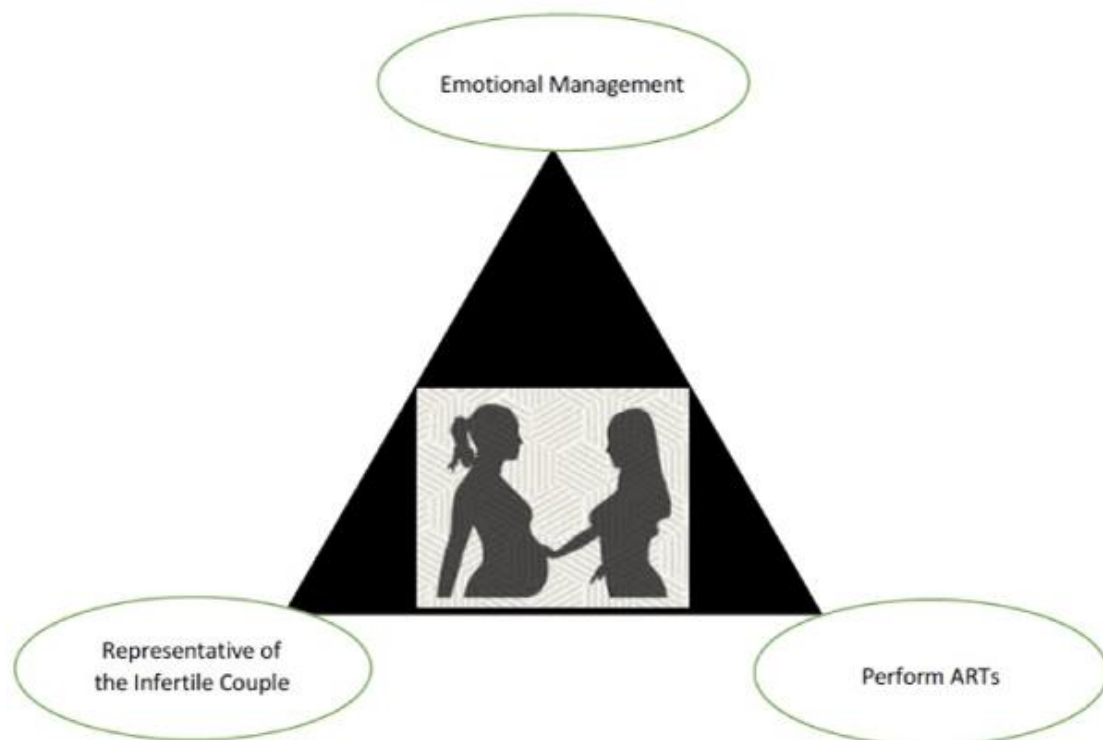 Emotional Management
Representative of
the Infertile Couple
Perform ARTs